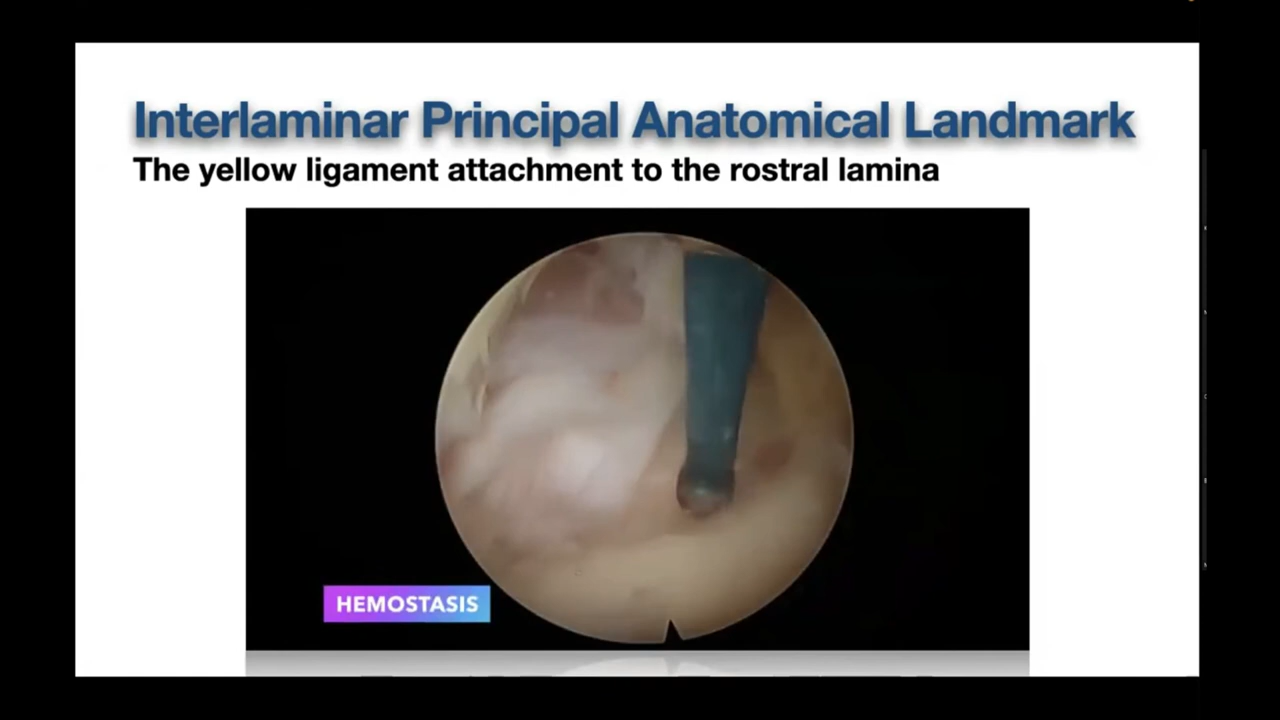 Interlaminar Principal Anatomical Landmark
The yellow ligament attachment to the rostral lamina
HEMOSTASIS